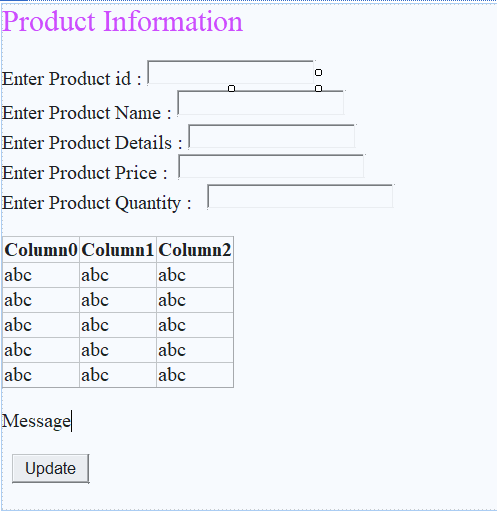 Product Information
Enter Product id :
Enter Product Name :
Enter Product Details :
Enter Product Price :
Enter Product Quantity :
Column0 Column1 Column2
abc abc abc
abc abc abc
abc abc abc
abc abc abc
abc abc abc
Message
Update